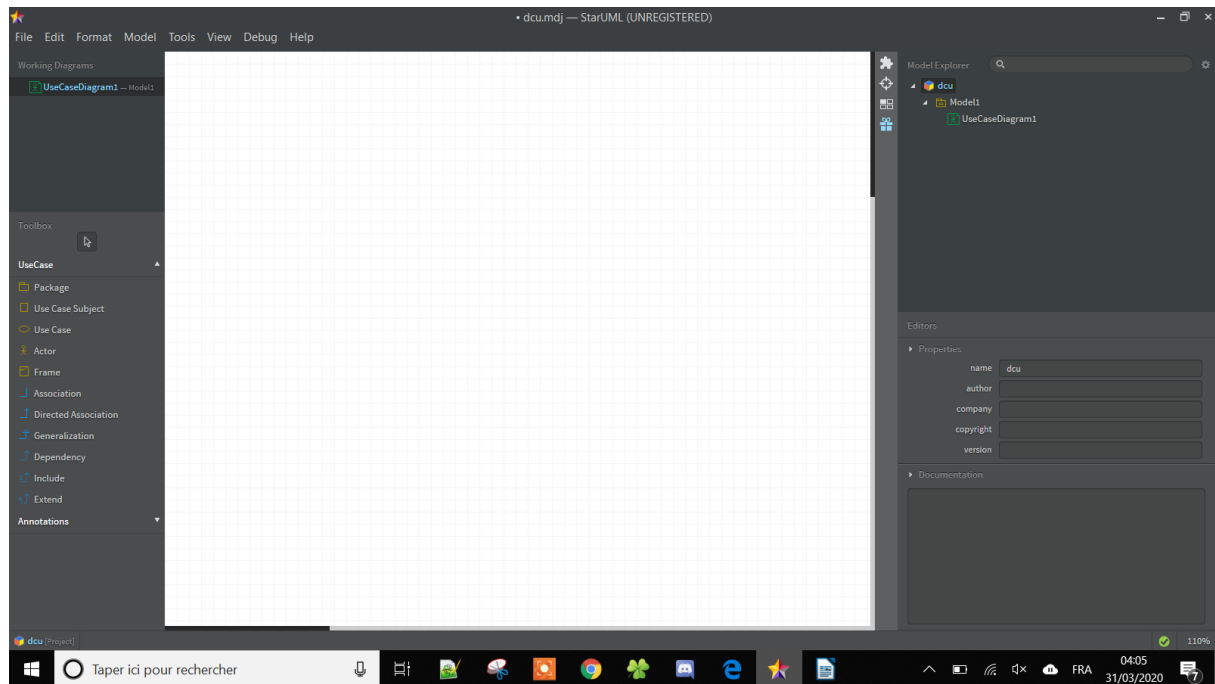 • dcu.mdj — StarUML (UNREGISTERED)
File Edit Format Model Tools View Debug Help
Working Diagrams
UseCaseDiagram1 — Model1
Toolbox
UseCase
Package
Use Case Subject
Use Case
Actor
Frame
Association
Directed Association
Generalization
Dependency
Include
Extend
Annotations
Model Explorer
dcu
Model1
UseCaseDiagram1
Editors
Properties
name dcu
author
company
copyright
version
Documentation
dcu [Project]
110%
Taper ici pour rechercher
FRA
04:05
31/03/2020
7